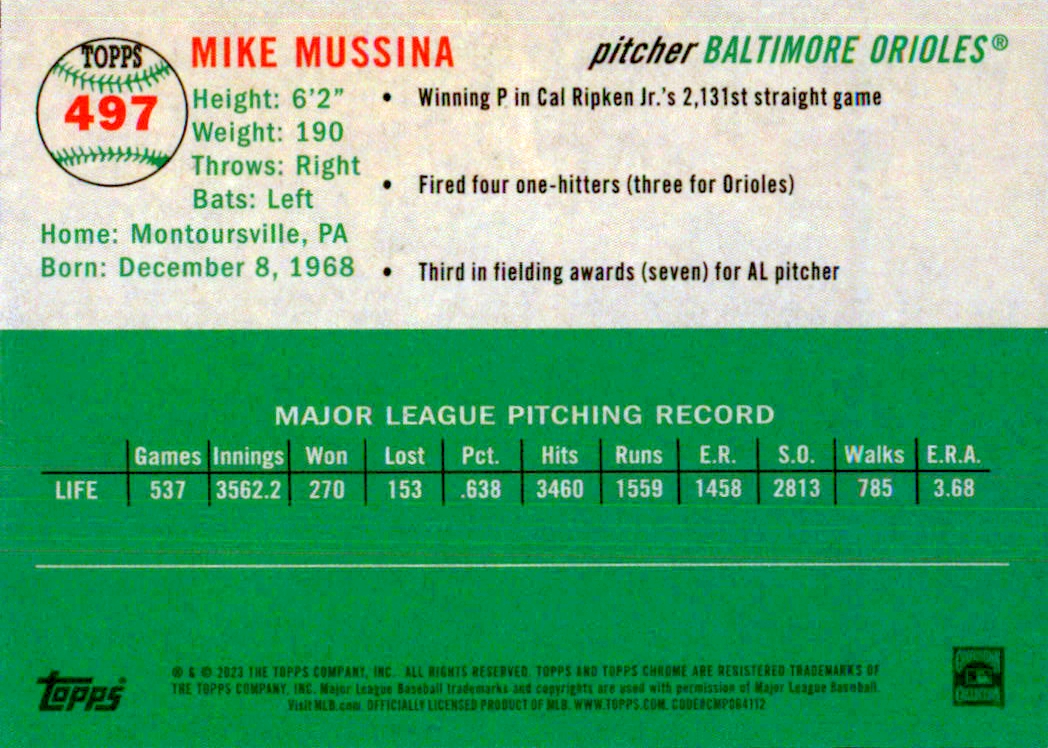 TOPPS
497
MIKE MUSSINA
pitcher BALTIMORE ORIOLES®
Height: 6'2"
Weight: 190
Throws: Right
Bats: Left
Home: Montoursville, PA
Born: December 8, 1968
• Winning P in Cal Ripken Jr.'s 2,131st straight game
• Fired four one-hitters (three for Orioles)
• Third in fielding awards (seven) for AL pitcher
MAJOR LEAGUE PITCHING RECORD
Games Innings Won Lost Pct. Hits Runs E.R. S.O. Walks E.R.A.
LIFE 537 3562.2 270 153 .638 3460 1559 1458 2813 785 3.68
topps®
® & © 2023 THE TOPPS COMPANY, INC. ALL RIGHTS RESERVED. TOPPS AND TOPPS CHROME ARE REGISTERED TRADEMARKS OF
THE TOPPS COMPANY, INC. Major League Baseball trademarks and copyrights are used with permission of Major League Baseball.
Visit MLB.com. OFFICIALLY LICENSED PRODUCT OF MLB. WWW.TOPPS.COM. CODE#CMP064112